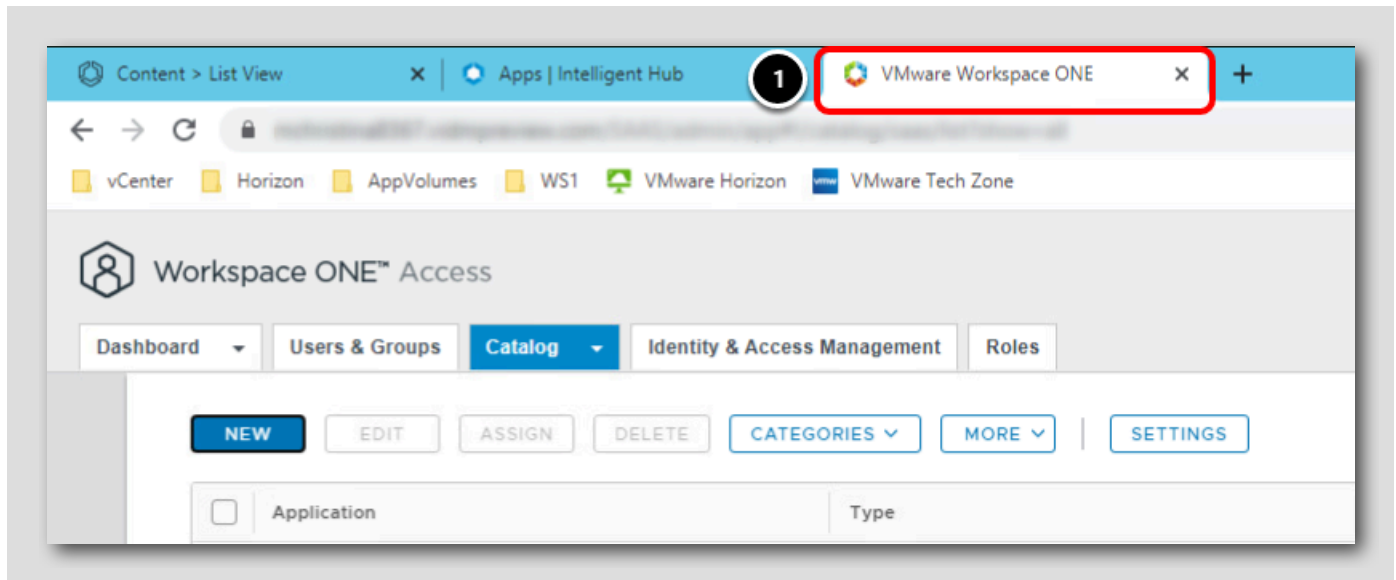 Content > List View
Apps | Intelligent Hub
1
VMware Workspace ONE
vCenter Horizon AppVolumes WS1 VMware Horizon vmw VMware Tech Zone
Workspace ONE™ Access
Dashboard Users & Groups Catalog Identity & Access Management Roles
NEW EDIT ASSIGN DELETE CATEGORIES MORE SETTINGS
Application Type